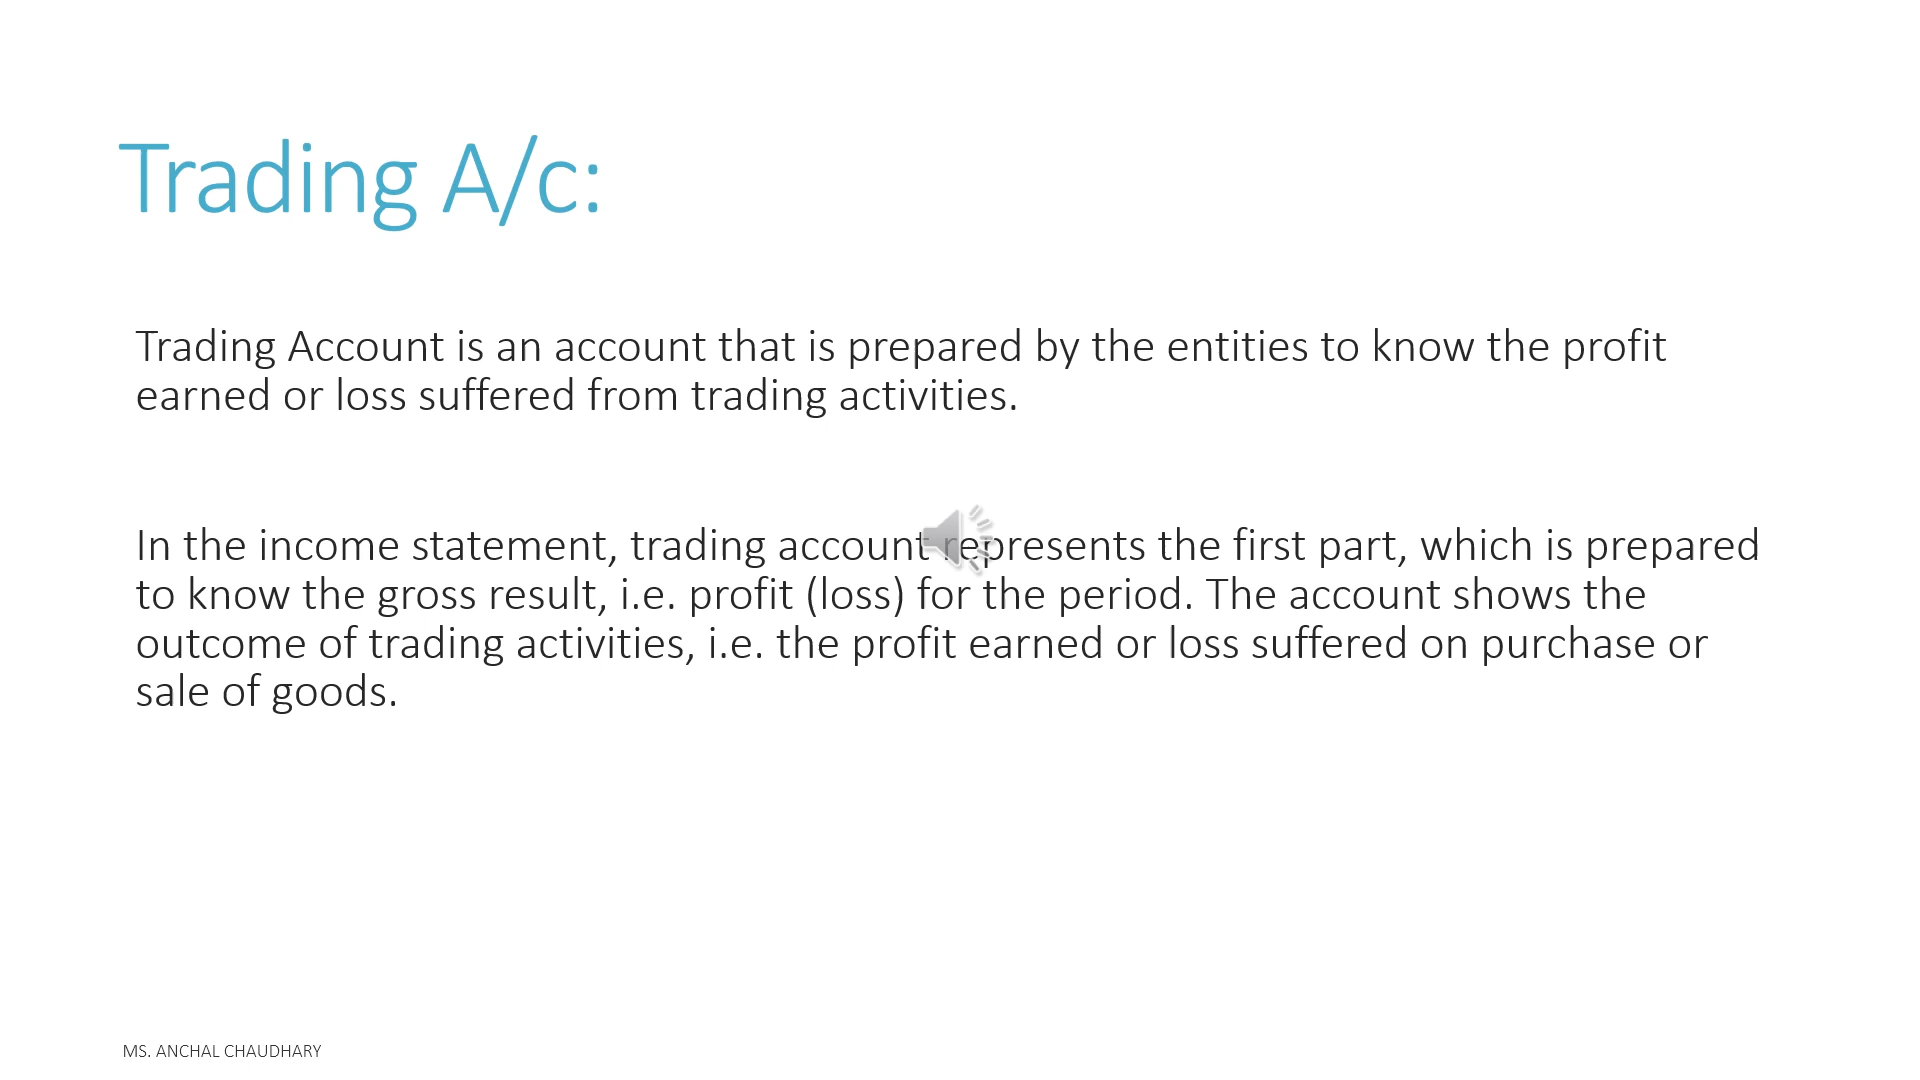 Trading A/c:
Trading Account is an account that is prepared by the entities to know the profit
earned or loss suffered from trading activities.
In the income statement, trading account represents the first part, which is prepared
to know the gross result, i.e. profit (loss) for the period. The account shows the
outcome of trading activities, i.e. the profit earned or loss suffered on purchase or
sale of goods.
MS. ANCHAL CHAUDHARY